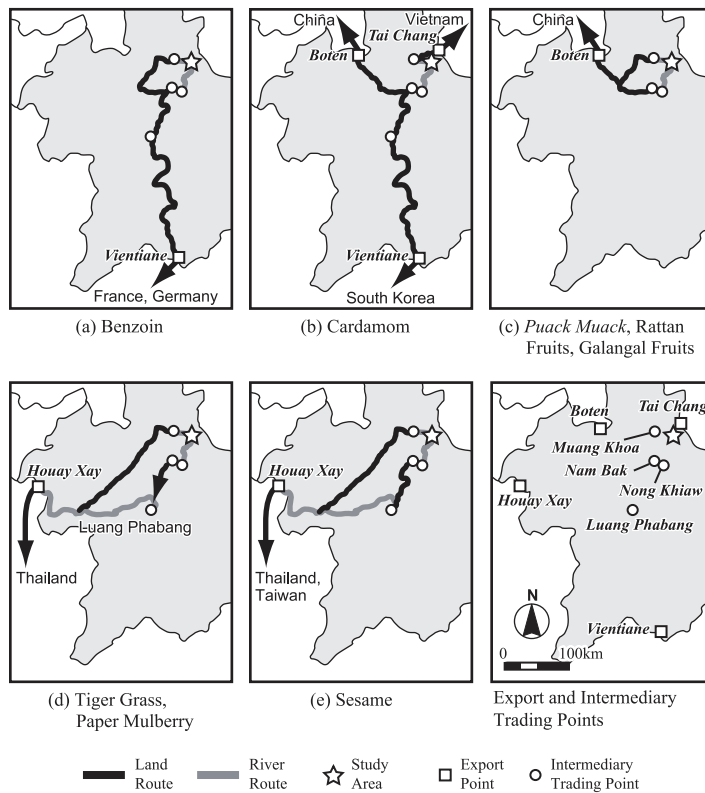 China
Boten
Vientiane
France, Germany
(a) Benzoin
China
Vietnam
Tai Chang
Boten
Vientiane
South Korea
(b) Cardamom
China
Boten
(c) Puack Muack, Rattan
Fruits, Galangal Fruits
Houay Xay
Luang Phabang
Thailand
(d) Tiger Grass,
Paper Mulberry
Houay Xay
Thailand,
Taiwan
(e) Sesame
Boten
Tai Chang
Muang Khoa
Nam Bak
Nong Khiaw
Houay Xay
Luang Phabang
N
Vientiane
0 100km
Export and Intermediary
Trading Points
Land
Route
River
Route
Study
Area
Export
Point
Intermediary
Trading Point